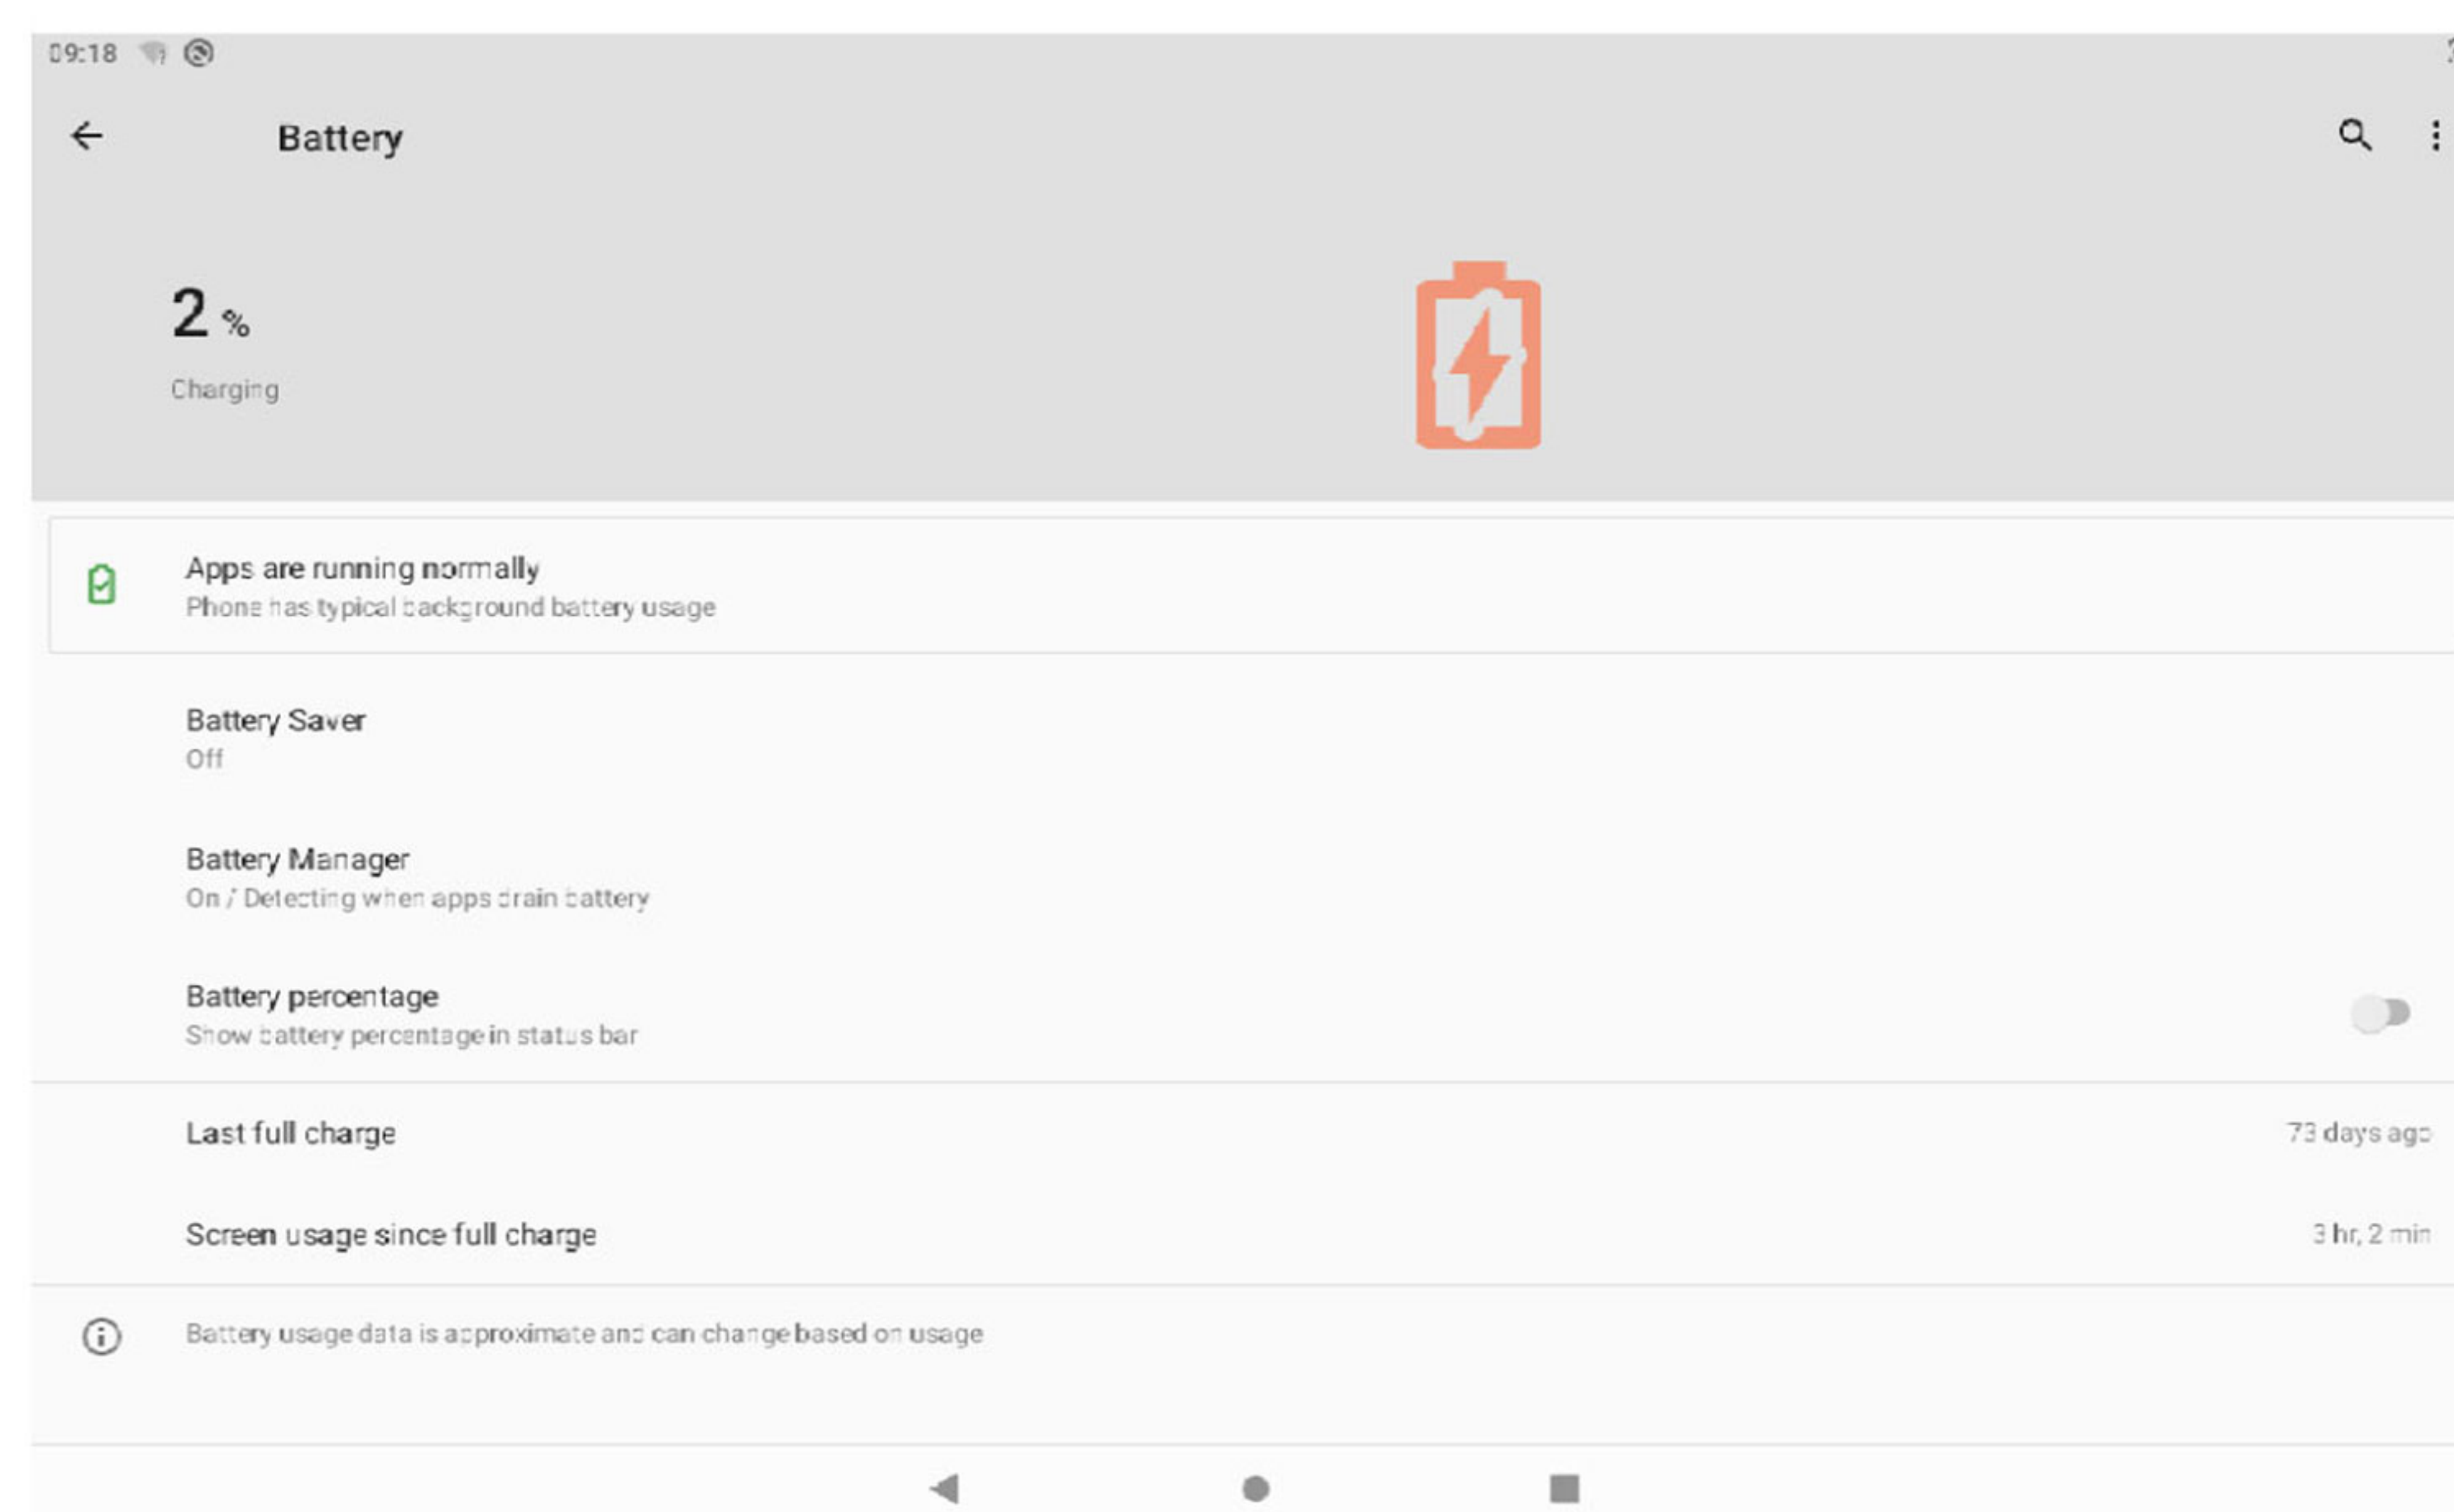 09:18
Battery
2 %
Charging
Apps are running normally
Phone has typical background battery usage
Battery Saver
Off
Battery Manager
On / Detecting when apps drain battery
Battery percentage
Show battery percentage in status bar
Last full charge
73 days ago
Screen usage since full charge
3 hr, 2 min
Battery usage data is approximate and can change based on usage